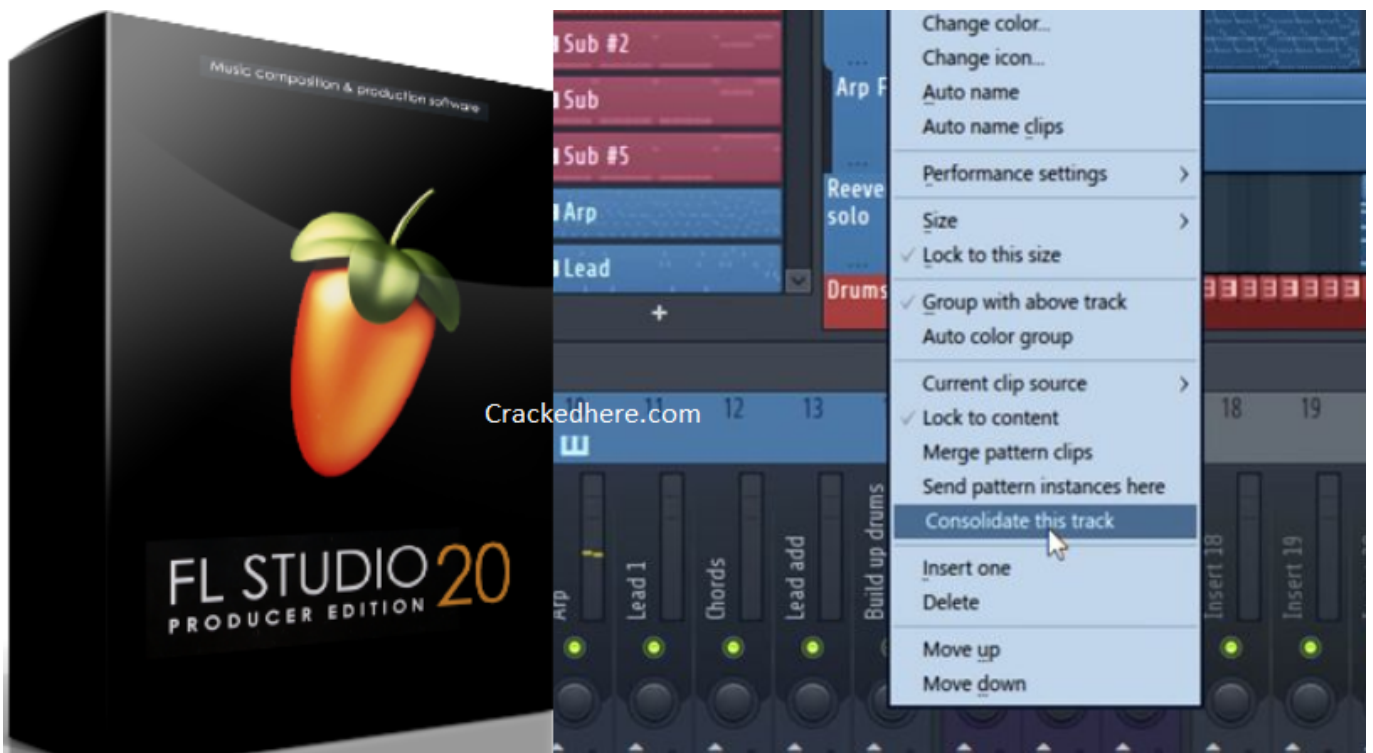 Music composition & production software
FL STUDIO 20
PRODUCER EDITION
Crackedhere.com
Sub #2
Sub
Sub #5
Arp
Lead
+
Arp F
Reeve
solo
Drums
Change color...
Change icon...
Auto name
Auto name clips
Performance settings
Size
Lock to this size
Group with above track
Auto color group
Current clip source
Lock to content
Merge pattern clips
Send pattern instances here
Consolidate this track
Insert one
Delete
Move up
Move down
10 11 12 13
18 19
Arp
Lead 1
Chords
Lead add
Build up drums
Insert 18
Insert 19